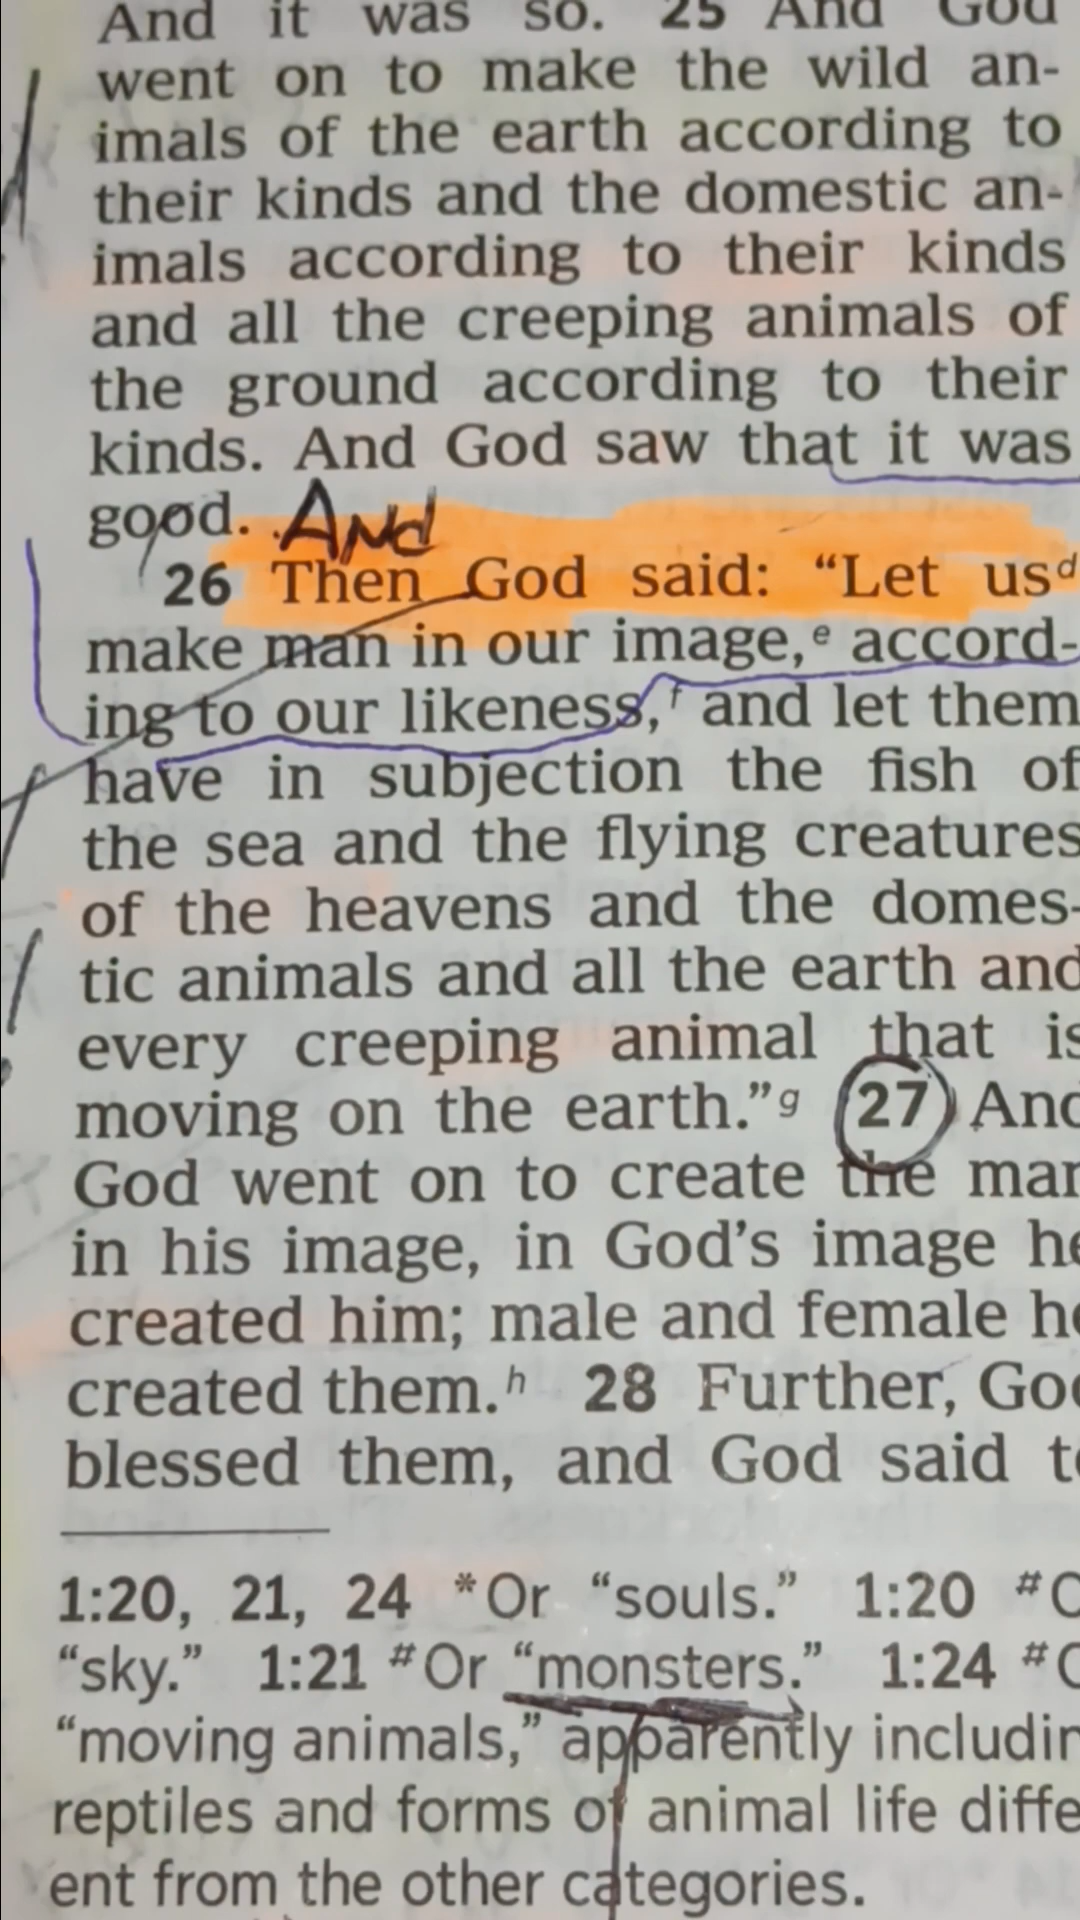 And it was so. 25 And God
went on to make the wild an-
imals of the earth according to
their kinds and the domestic an-
imals according to their kinds
and all the creeping animals of
the ground according to their
kinds. And God saw that it was
good. And
26 Then God said: “Let us d
make man in our image, e accord-
ing to our likeness, f and let them
have in subjection the fish of
the sea and the flying creatures
of the heavens and the domes-
tic animals and all the earth and
every creeping animal that is
moving on the earth.” g 27 And
God went on to create the man
in his image, in God’s image he
created him; male and female he
created them. h 28 Further, God
blessed them, and God said to
1:20, 21, 24 *Or “souls.” 1:20 #O
“sky.” 1:21 #Or “monsters.” 1:24 #O
“moving animals,” apparently includin
reptiles and forms of animal life diffe
ent from the other categories.